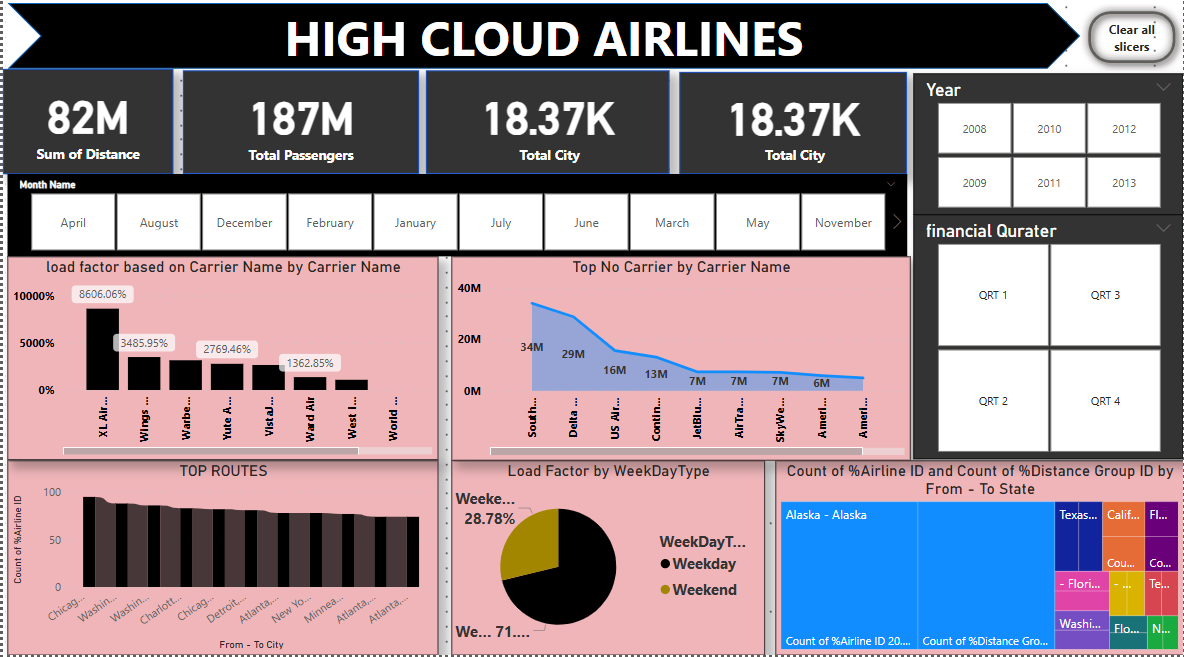 HIGH CLOUD AIRLINES
Clear all
slicers
82M
Sum of Distance
187M
Total Passengers
18.37K
Total City
18.37K
Total City
Year
2008
2010
2012
2009
2011
2013
Month Name
April
August
December
February
January
July
June
March
May
November
financial Qurater
QRT 1
QRT 3
QRT 2
QRT 4
load factor based on Carrier Name by Carrier Name
10000%
5000%
0%
8606.06%
3485.95%
2769.46%
1362.85%
XL Air...
Wings ...
Warbe...
Yute A...
VistaJ...
Ward Air
West I...
World ...
Top No Carrier by Carrier Name
40M
20M
0M
34M
29M
16M
13M
7M
7M
7M
6M
South...
Delta ...
US Air...
Contin...
JetBlu...
AirTra...
SkyWe...
Ameri...
Ameri...
TOP ROUTES
Count of %Airline ID
100
50
0
Chicag...
Washin...
Washin...
Charlott...
Chicag...
Detroit...
Atlanta...
New Yo...
Minnea...
Atlanta...
Atlanta...
From - To City
Load Factor by WeekDayType
Weeke...
28.78%
We... 71....
WeekDayT...
Weekday
Weekend
Count of %Airline ID and Count of %Distance Group ID by
From - To State
Alaska - Alaska
Count of %Airline ID 20...
Count of %Distance Gro...
Texas...
Calif...
Cou...
Fl...
Co...
- Flori...
- ...
Te...
Washi...
Flo...
N...